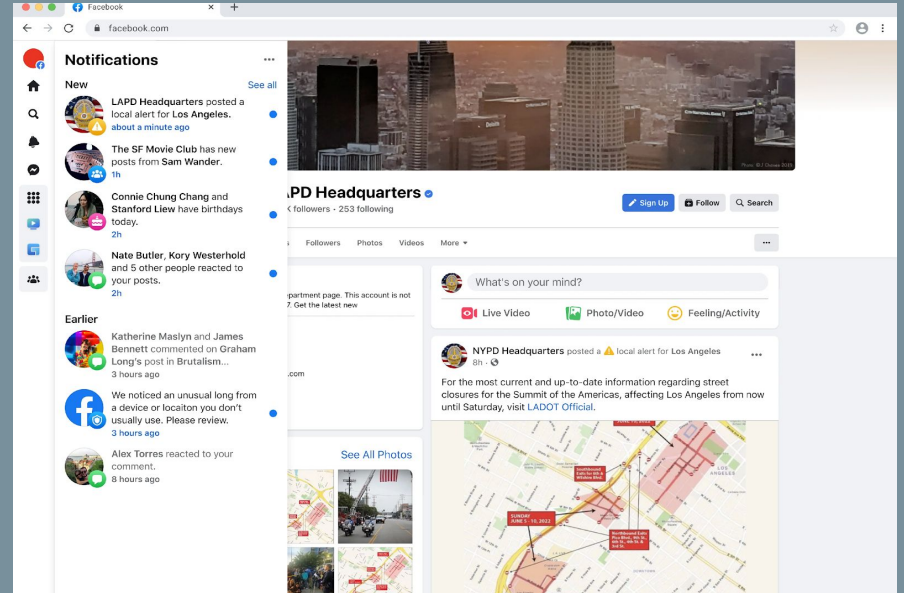 Facebook
facebook.com
Notifications
New
See all
LAPD Headquarters posted a
local alert for Los Angeles.
about a minute ago
The SF Movie Club has new
posts from Sam Wander.
1h
Connie Chung Chang and
Stanford Liew have birthdays
today.
2h
Nate Butler, Kory Westerhold
and 5 other people reacted to
your posts.
2h
Earlier
Katherine Maslyn and James
Bennett commented on Graham
Long's post in Brutalism...
3 hours ago
We noticed an unusual long from
a device or locaiton you don't
usually use. Please review.
3 hours ago
Alex Torres reacted to your
comment.
8 hours ago
Deloitte
APD Headquarters
K followers · 253 following
Sign Up
Follow
Search
s Followers Photos Videos More
epartment page. This account is not
7. Get the latest new
.com
See All Photos
What's on your mind?
Live Video
Photo/Video
Feeling/Activity
NYPD Headquarters posted a local alert for Los Angeles
8h ·
For the most current and up-to-date information regarding street
closures for the Summit of the Americas, affecting Los Angeles from now
until Saturday, visit LADOT Official.
LOS
ANGELES
SUNDAY
JUNE 5 - 10, 2022